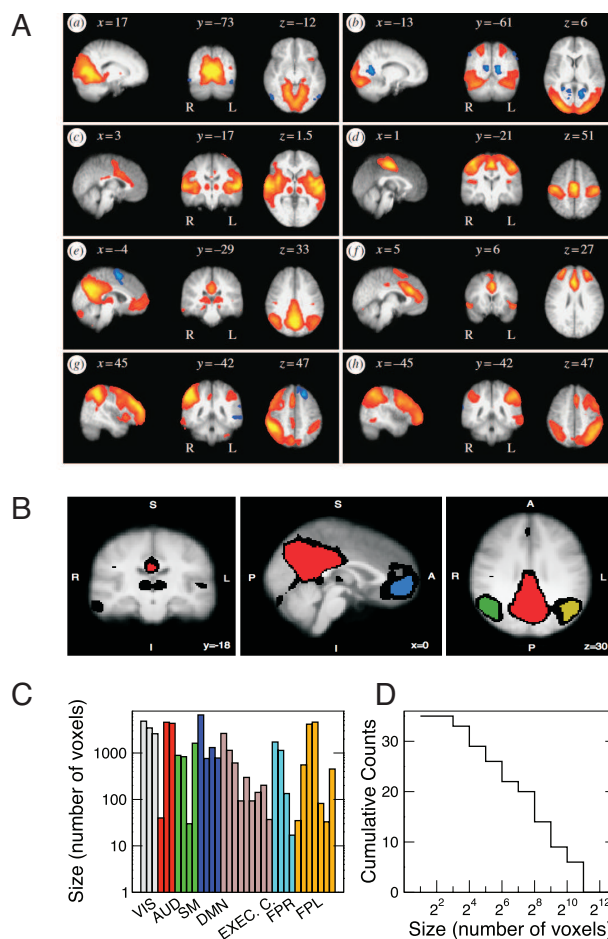 A
(a) x = 17 y = –73 z = –12
R L
(b) x = –13 y = –61 z = 6
R L
(c) x = 3 y = –17 z = 1.5
R L
(d) x = 1 y = –21 z = 51
R L
(e) x = –4 y = –29 z = 33
R L
(f) x = 5 y = 6 z = 27
R L
(g) x = 45 y = –42 z = 47
R L
(h) x = –45 y = –42 z = 47
R L
B
S
R L
I
y=-18
S
P A
I
x=0
A
R L
P
z=30
C
Size (number of voxels)
1000
100
10
1
VIS AUD SM DMN EXEC. C. FPR FPL
D
Cumulative Counts
30
20
10
0
2^2 2^4 2^6 2^8 2^10 2^12
Size (number of voxels)